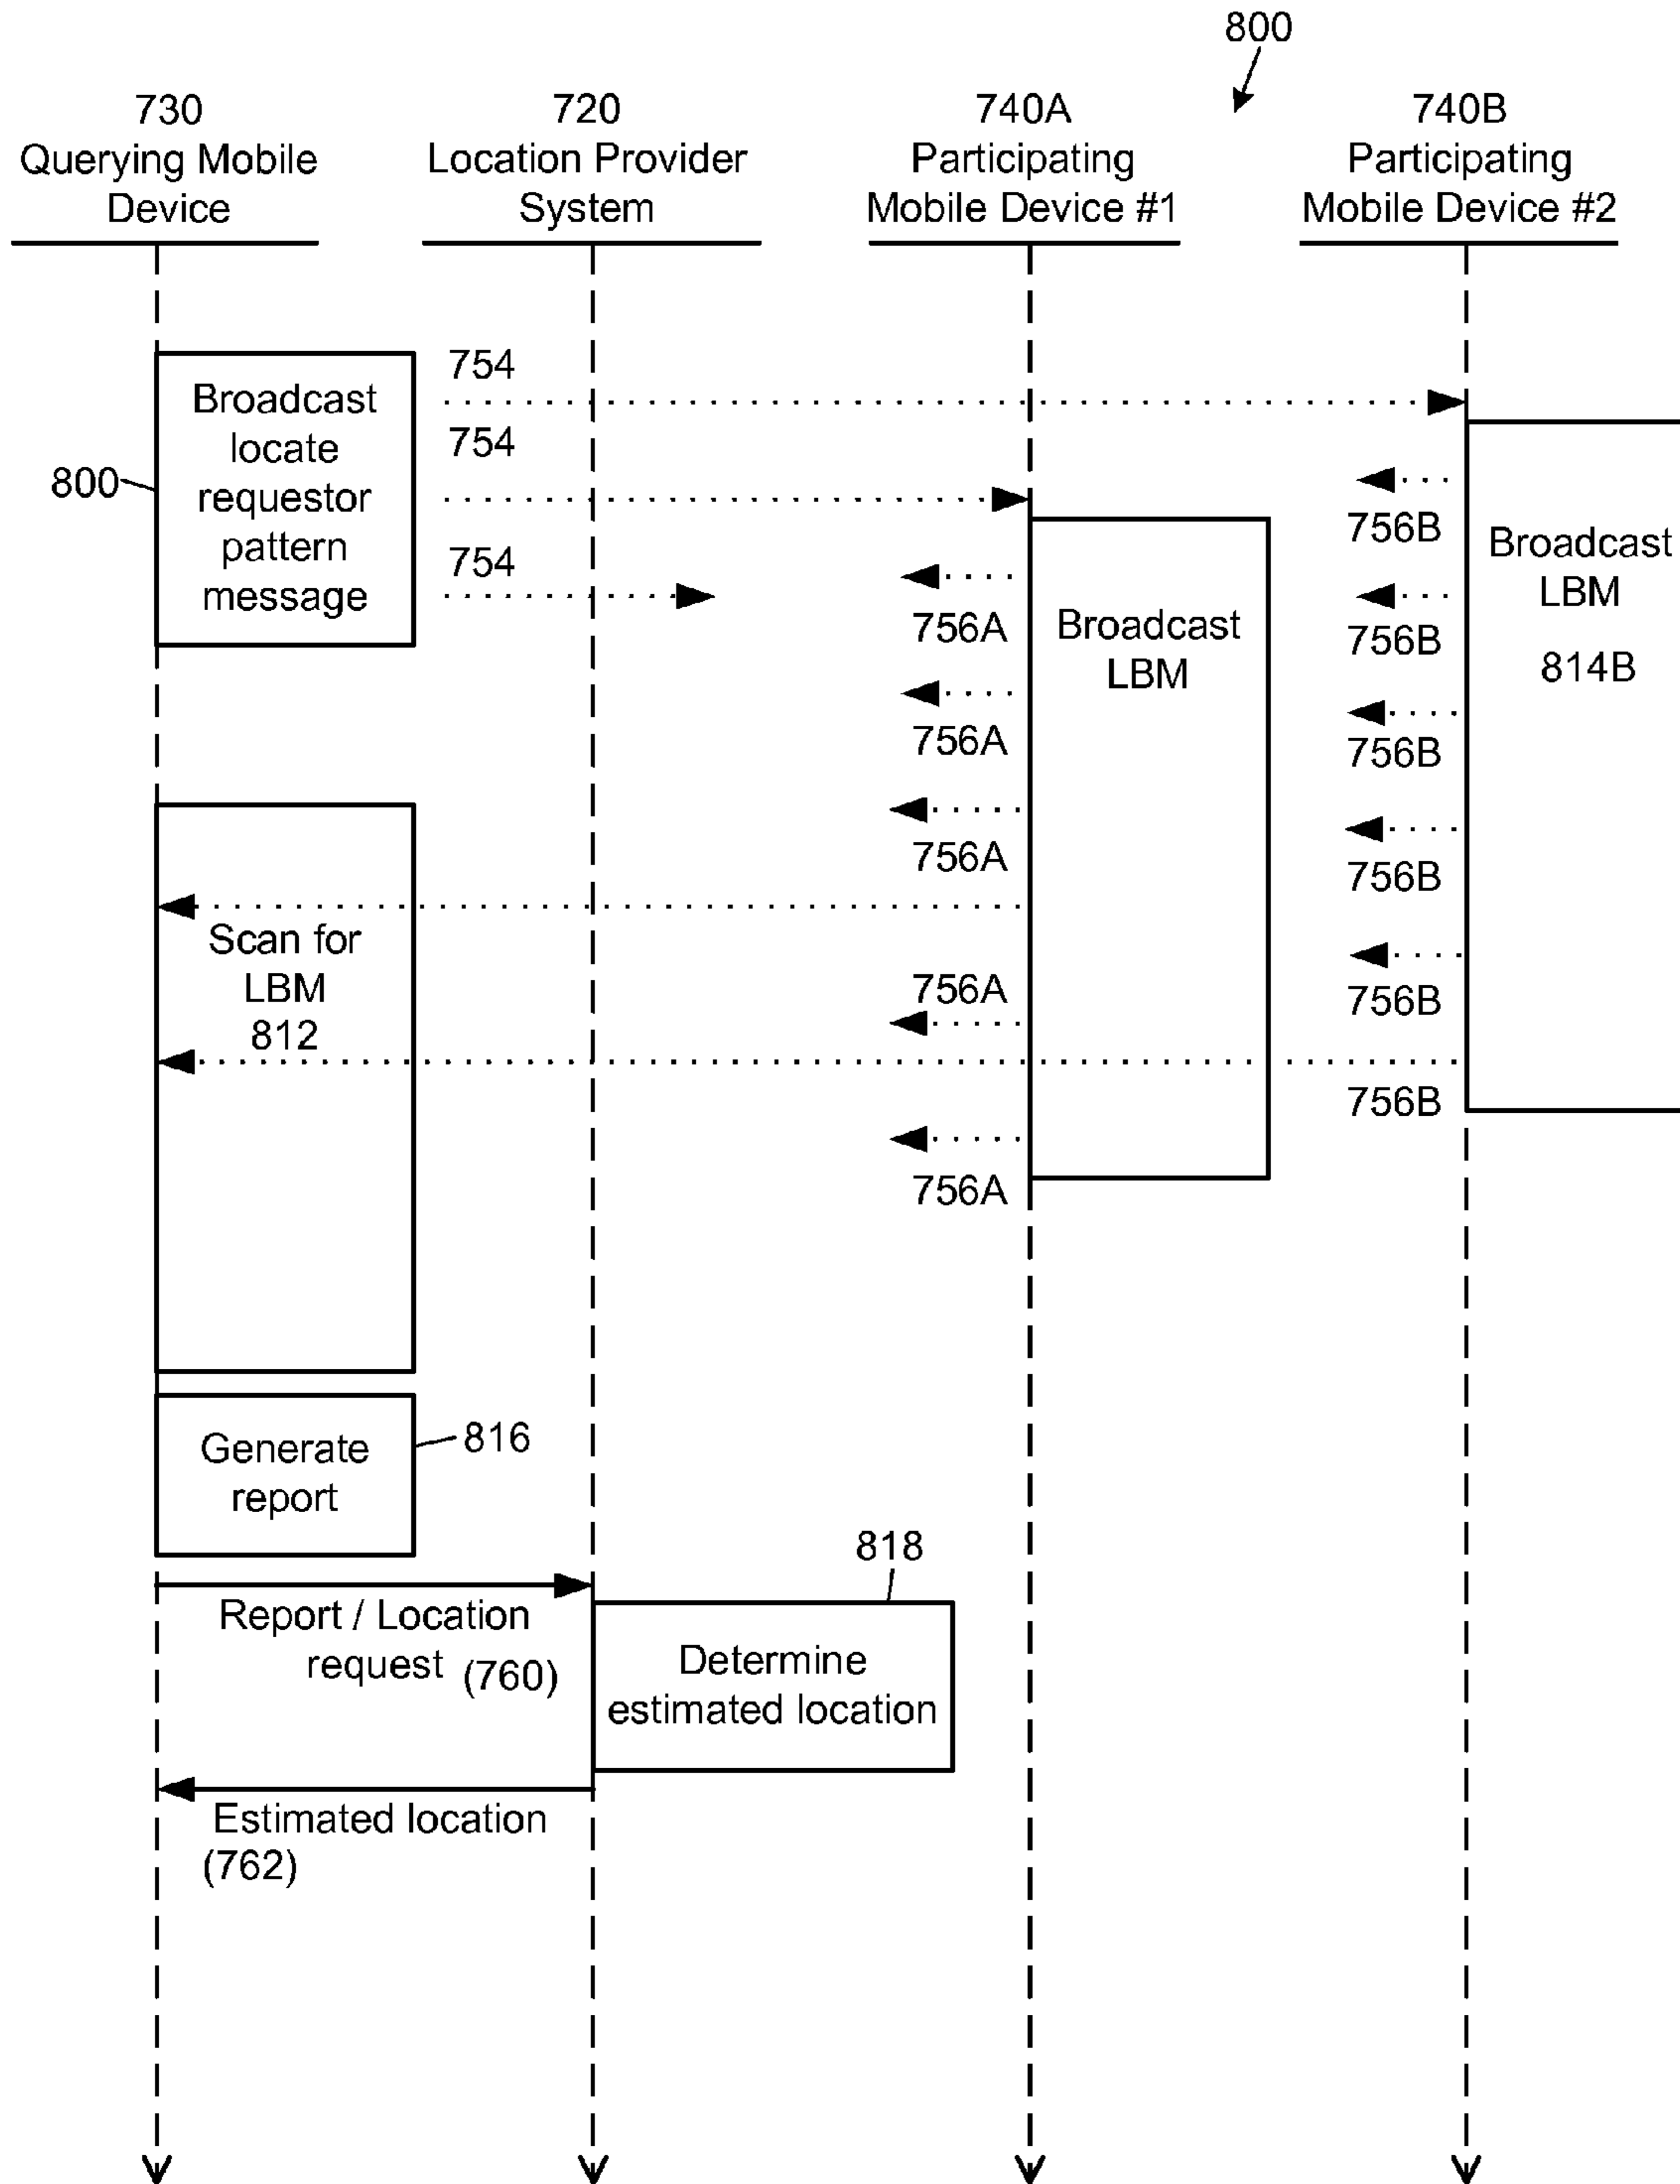 800
730
Querying Mobile
Device
720
Location Provider
System
740A
Participating
Mobile Device #1
740B
Participating
Mobile Device #2
800
Broadcast
locate
requestor
pattern
message
754
754
754
756A
756A
756A
756A
756A
Broadcast
LBM
756B
756B
756B
756B
756B
756B
Broadcast
LBM
814B
Scan for
LBM
812
Generate
report
816
Report / Location
request (760)
818
Determine
estimated location
Estimated location
(762)